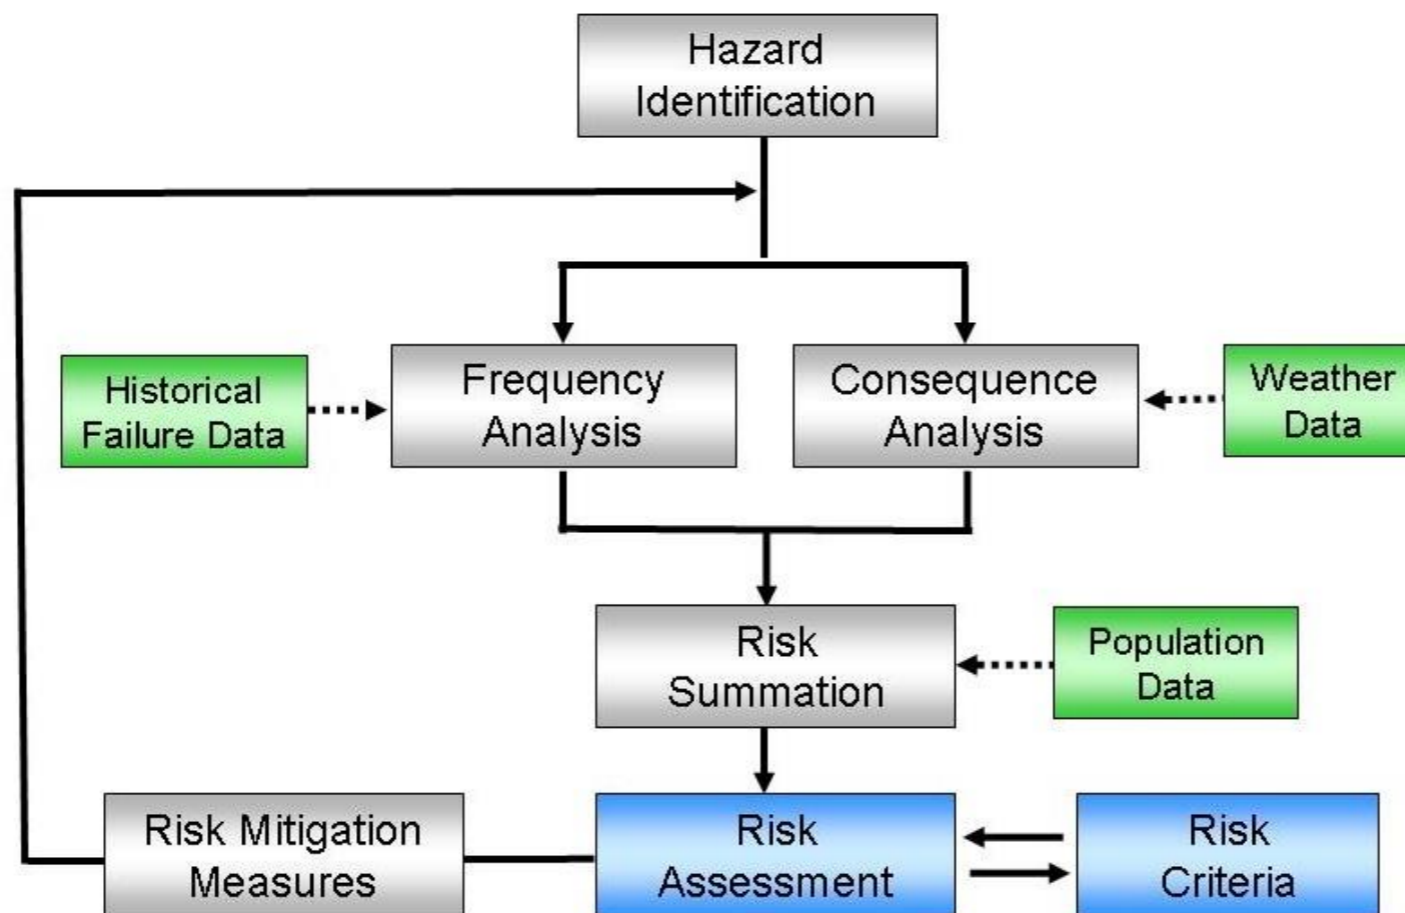 Hazard
Identification
Historical
Failure Data
Frequency
Analysis
Consequence
Analysis
Weather
Data
Risk
Summation
Population
Data
Risk Mitigation
Measures
Risk
Assessment
Risk
Criteria